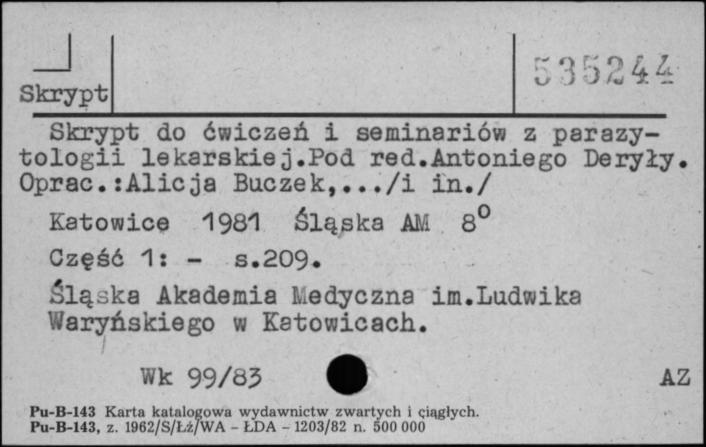 535244
Skrypt
Skrypt do ćwiczeń i seminariów z parazy-
tologii lekarskiej.Pod red.Antoniego Deryły.
Oprac.:Alicja Buczek,.../i in./
Katowice 1981 Śląska AM 8°
Część 1: - s.209.
Śląska Akademia Medyczna im.Ludwika
Waryńskiego w Katowicach.
Wk 99/83 AZ
Pu-B-143 Karta katalogowa wydawnictw zwartych i ciągłych.
Pu-B-143, z. 1962/S/Łż/WA - ŁDA - 1203/82 n. 500 000